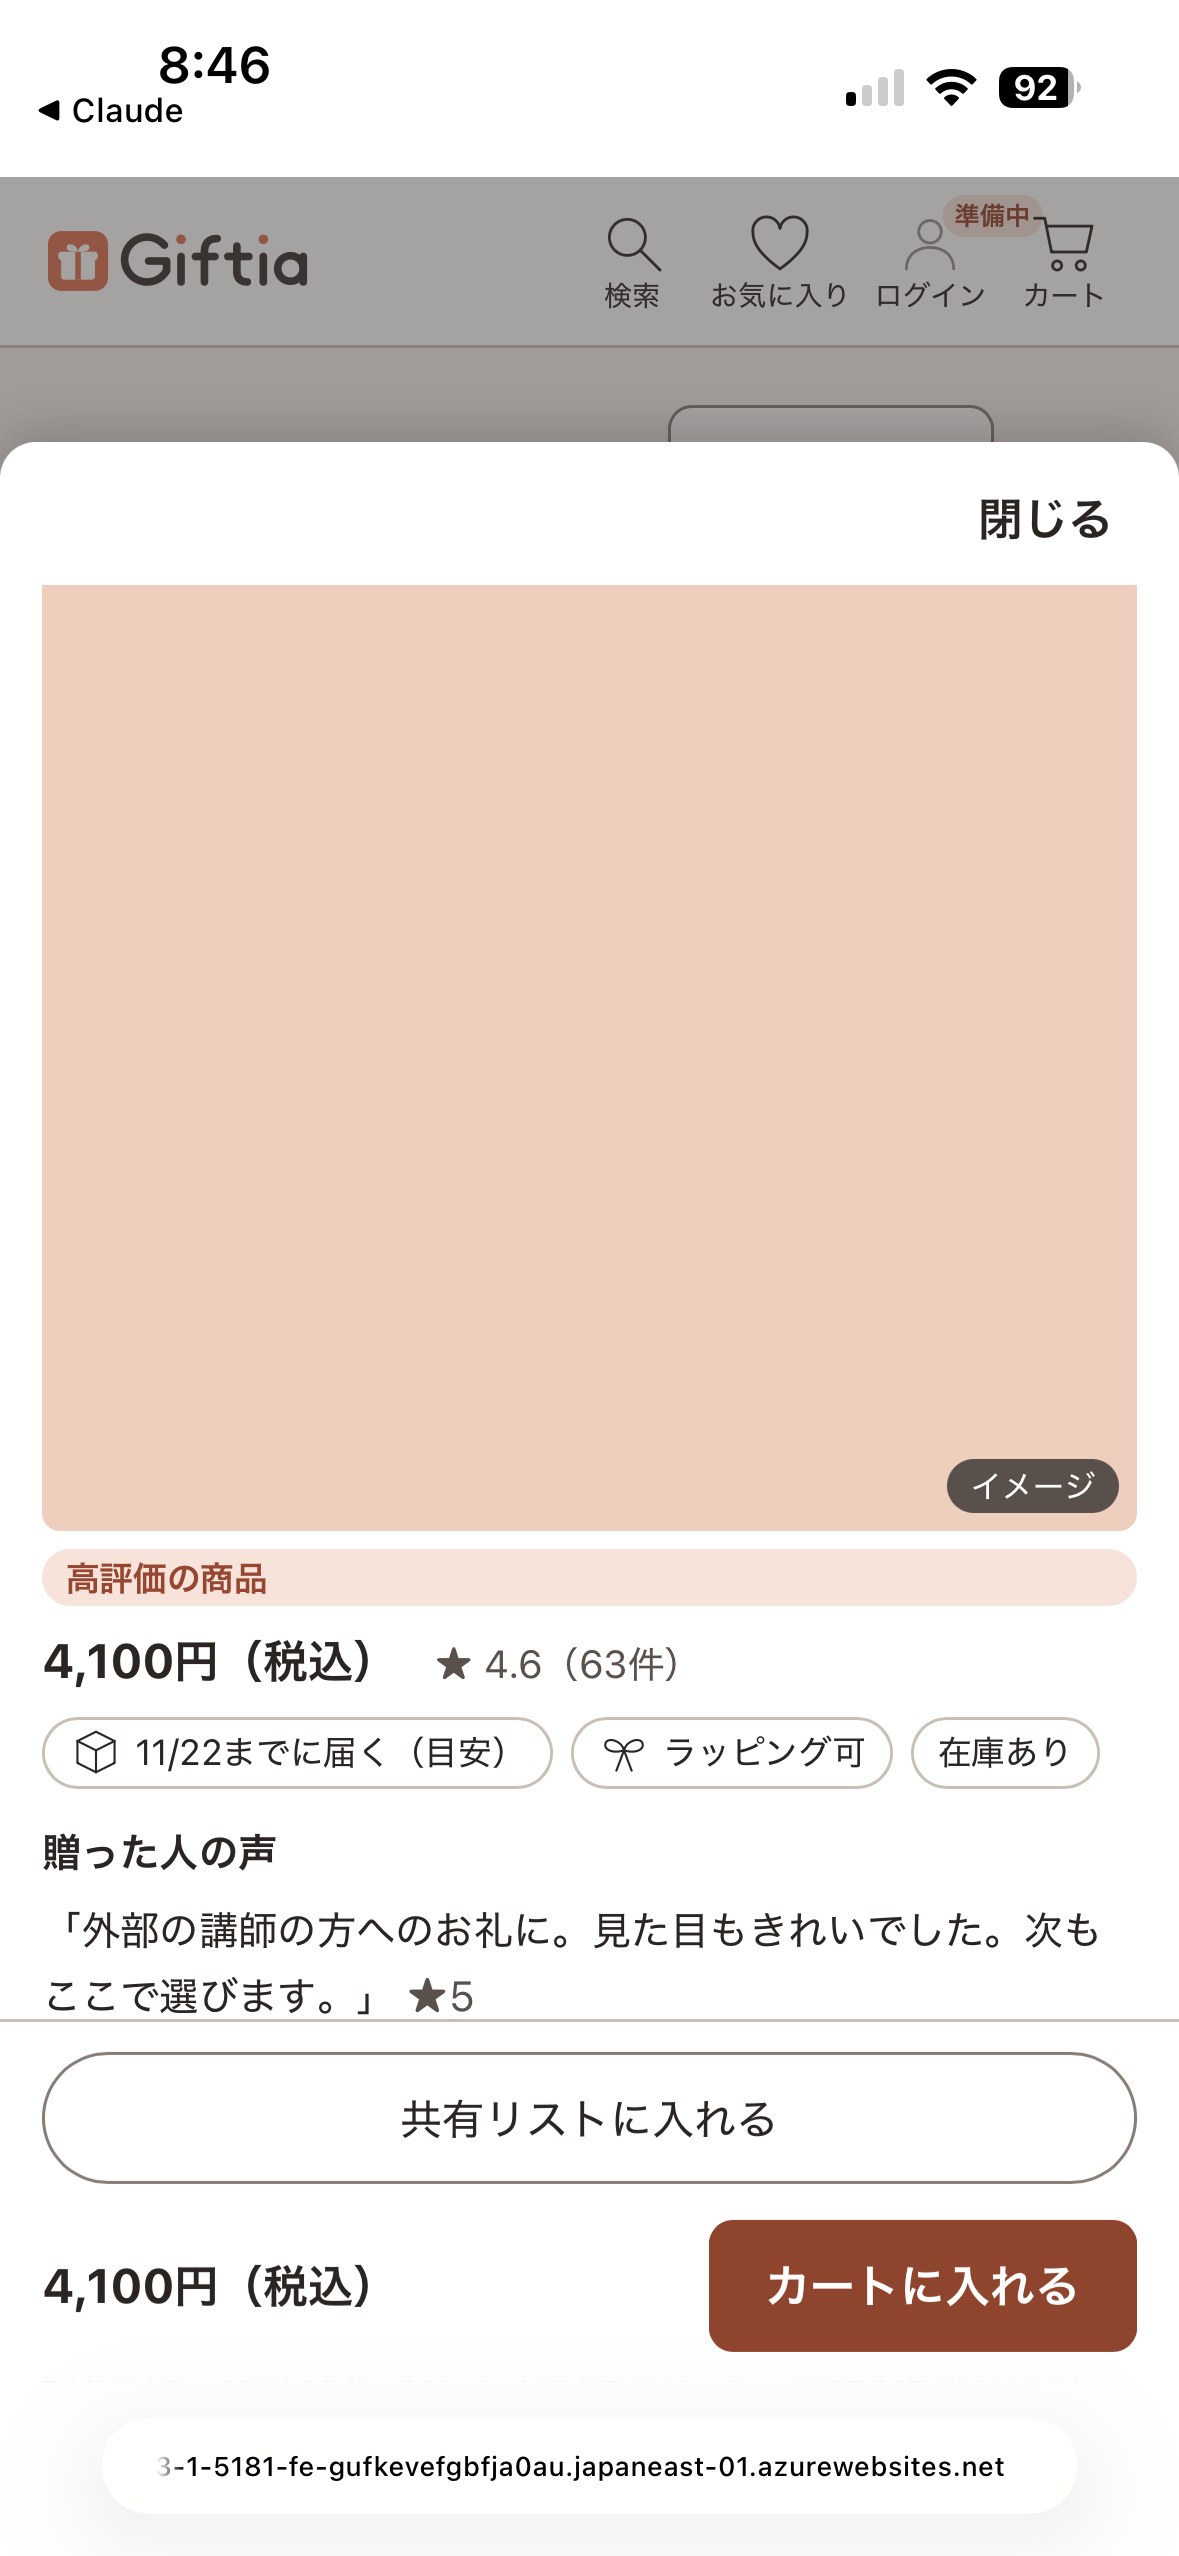 8:46
92
◀ Claude
Giftia
準備中
検索
お気に入り
ログイン
カート
閉じる
イメージ
高評価の商品
4,100円（税込）
★ 4.6（63件）
11/22までに届く（目安）
ラッピング可
在庫あり
贈った人の声
「外部の講師の方へのお礼に。見た目もきれいでした。次も
ここで選びます。」 ★5
共有リストに入れる
4,100円（税込）
カートに入れる
3-1-5181-fe-gufkevefgbfja0au.japaneast-01.azurewebsites.net